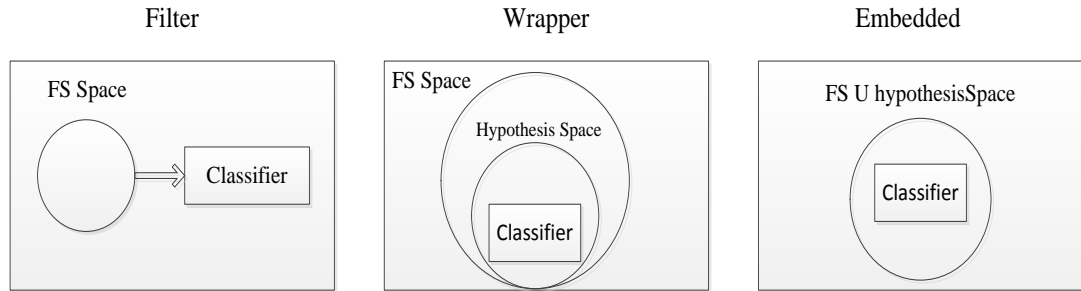 Filter
FS Space
Classifier
Wrapper
FS Space
Hypothesis Space
Classifier
Embedded
FS U hypothesisSpace
Classifier